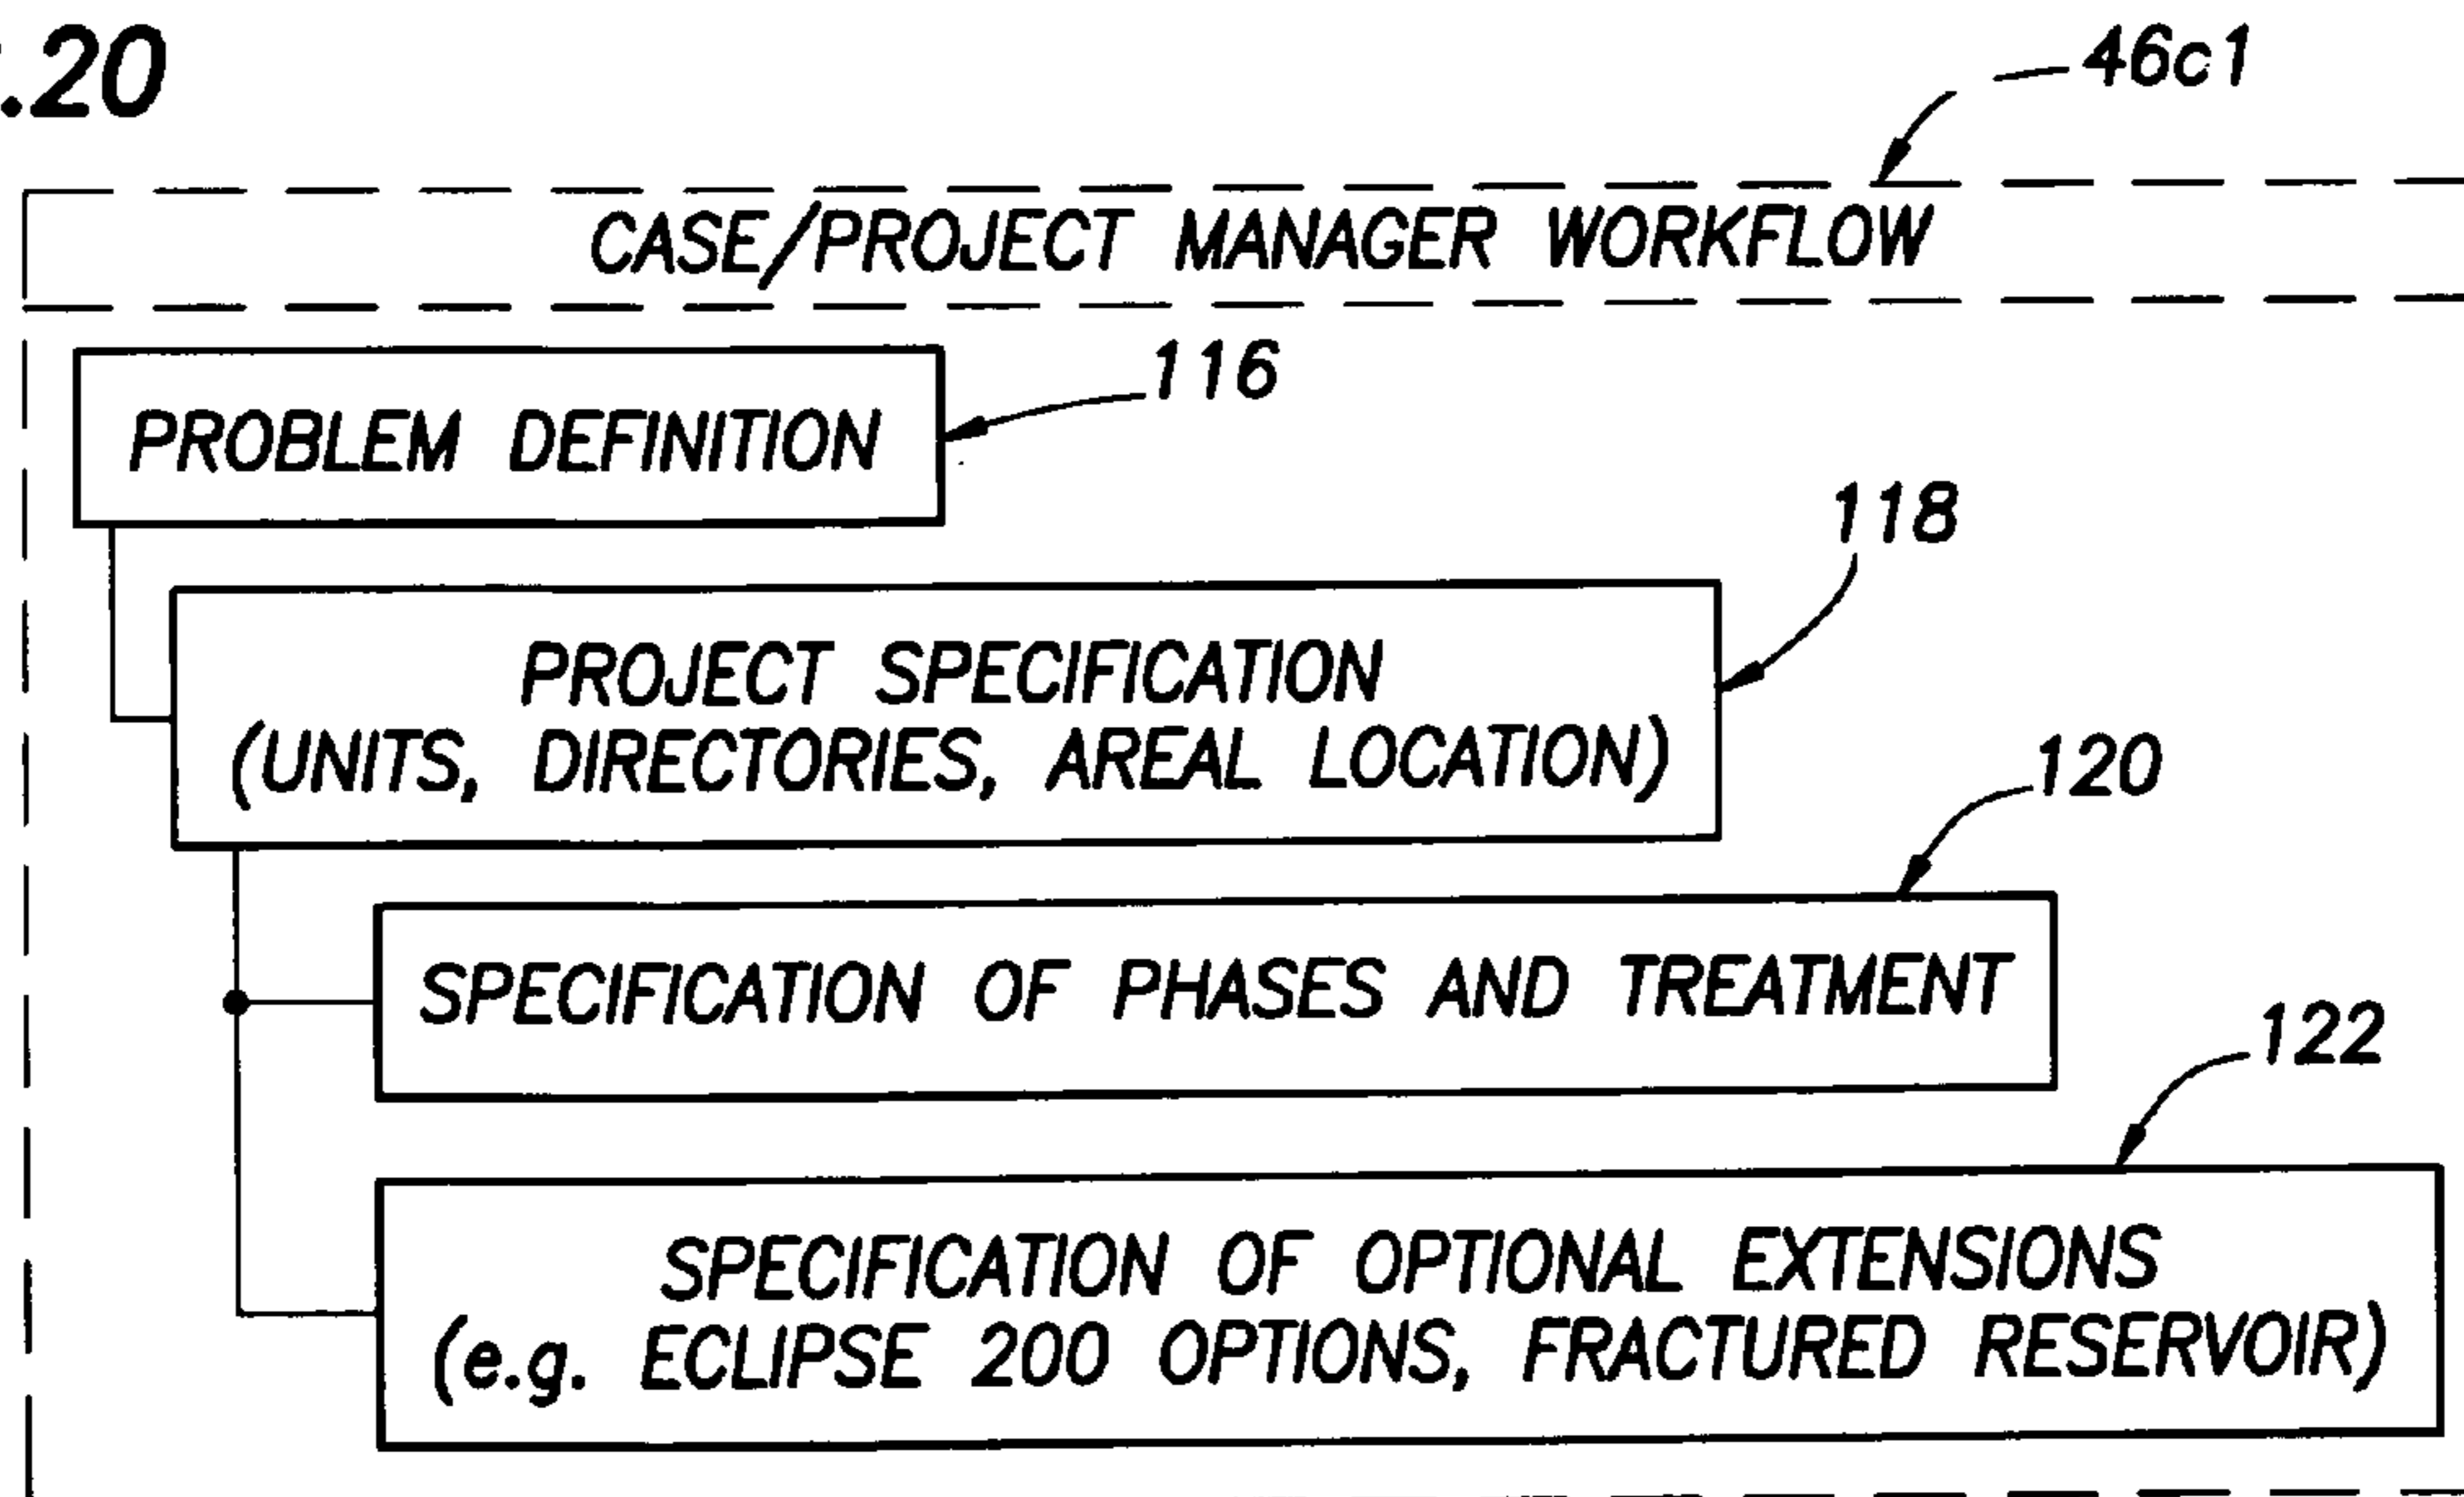 .20
46c1
CASE/PROJECT MANAGER WORKFLOW
116
PROBLEM DEFINITION
118
PROJECT SPECIFICATION
(UNITS, DIRECTORIES, AREAL LOCATION)
120
SPECIFICATION OF PHASES AND TREATMENT
122
SPECIFICATION OF OPTIONAL EXTENSIONS
(e.g. ECLIPSE 200 OPTIONS, FRACTURED RESERVOIR)